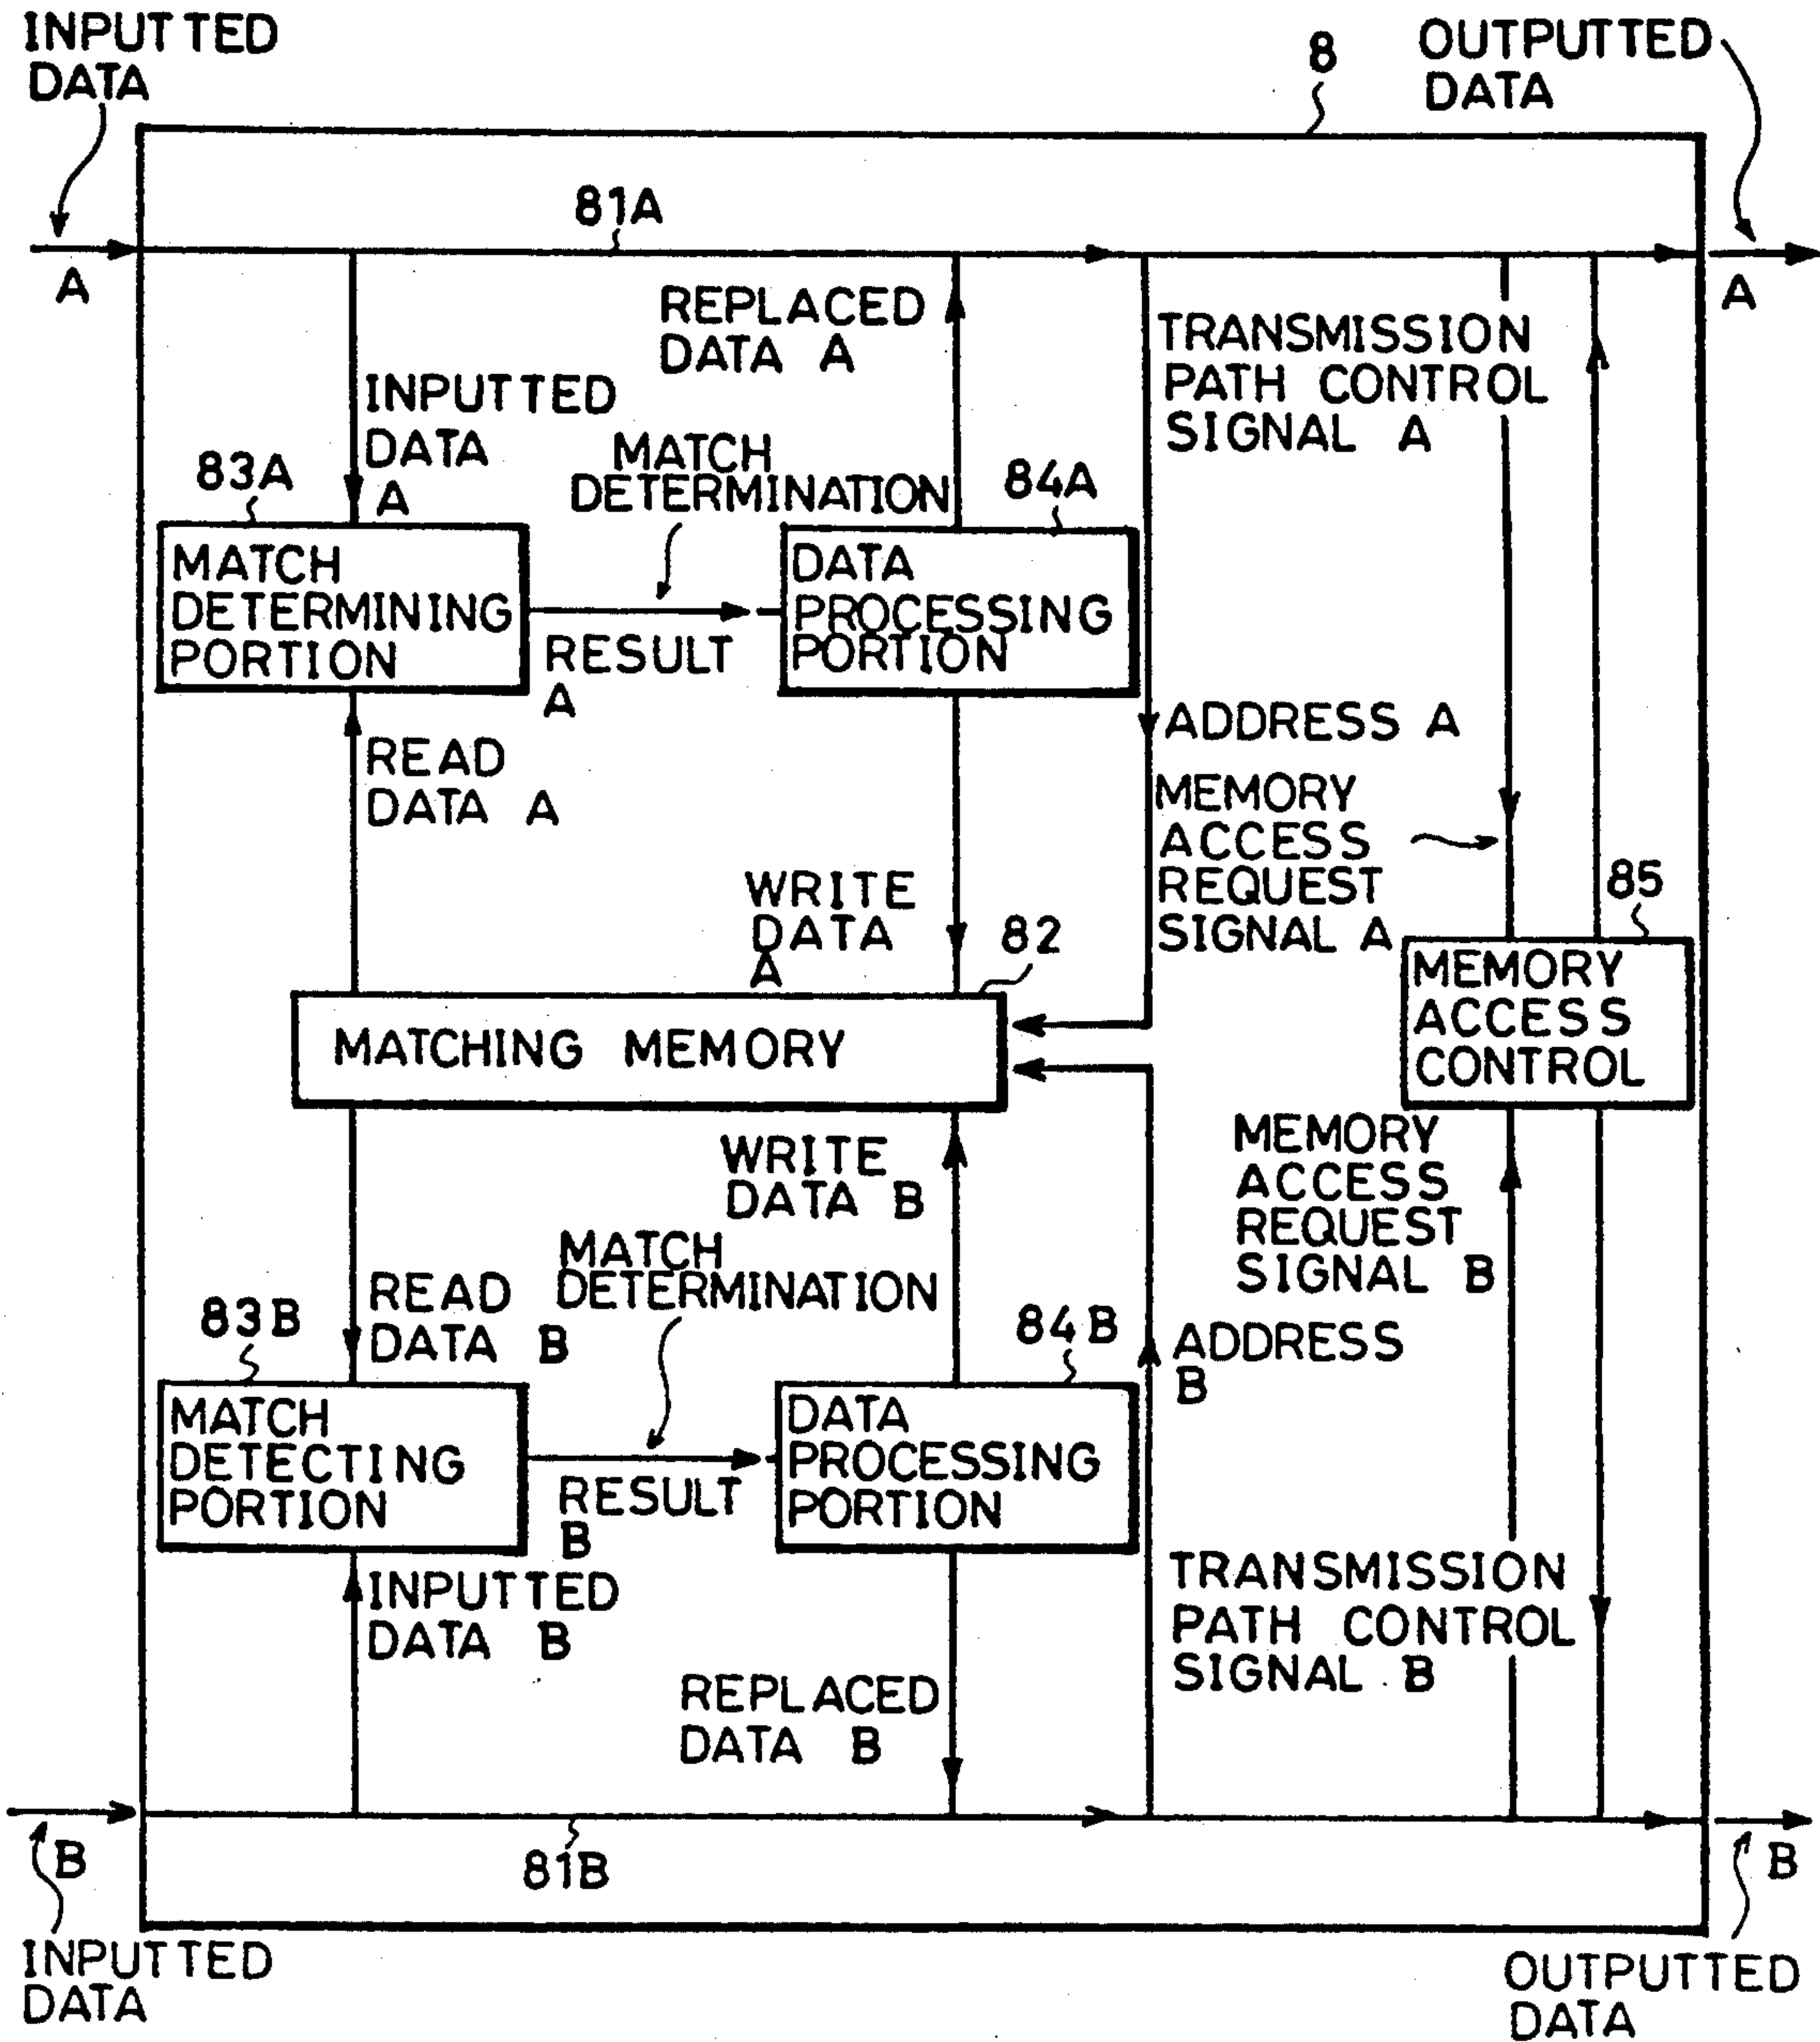 INPUTTED
DATA
8
OUTPUTTED
DATA
81A
A
A
REPLACED
DATA A
TRANSMISSION
PATH CONTROL
SIGNAL A
INPUTTED
DATA
A
MATCH
DETERMINATION
83A
84A
MATCH
DETERMINING
PORTION
RESULT
A
DATA
PROCESSING
PORTION
ADDRESS A
READ
DATA A
MEMORY
ACCESS
REQUEST
SIGNAL A
WRITE
DATA
A
82
85
MATCHING MEMORY
MEMORY
ACCESS
CONTROL
WRITE
DATA B
MEMORY
ACCESS
REQUEST
SIGNAL B
MATCH
DETERMINATION
READ
DATA B
83B
84B
ADDRESS
B
MATCH
DETECTING
PORTION
RESULT
B
DATA
PROCESSING
PORTION
INPUTTED
DATA B
TRANSMISSION
PATH CONTROL
SIGNAL B
REPLACED
DATA B
B
81B
B
INPUTTED
DATA
OUTPUTTED
DATA